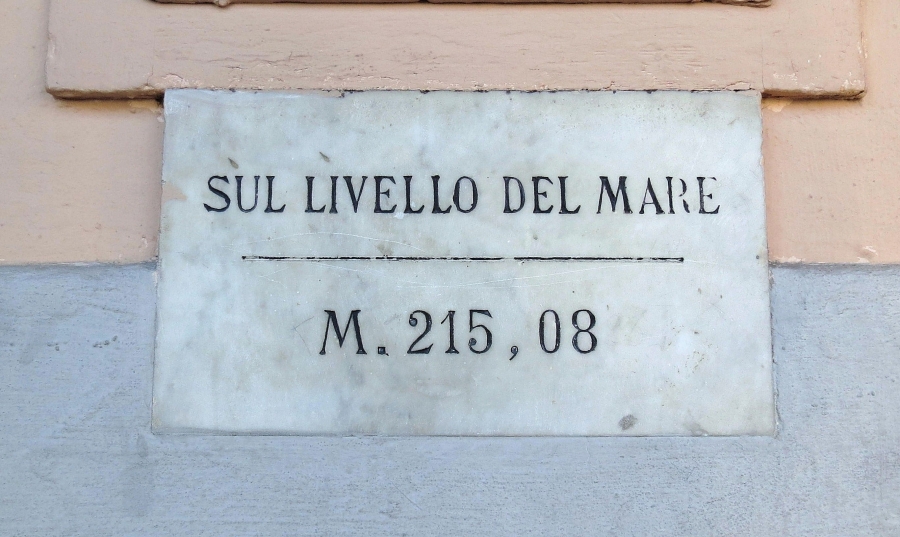 SUL LIVELLO DEL MARE
M. 215,08